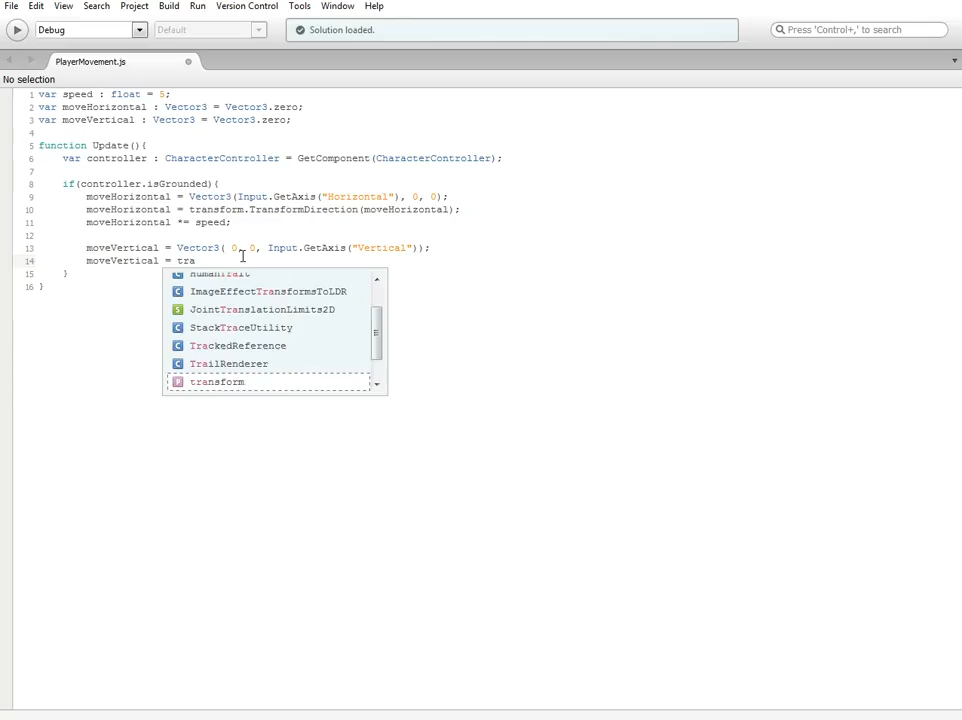 File Edit View Search Project Build Run Version Control Tools Window Help
Debug Default Solution loaded. Press 'Control+,' to search
PlayerMovement.js
No selection
1 var speed : float = 5;
2 var moveHorizontal : Vector3 = Vector3.zero;
3 var moveVertical : Vector3 = Vector3.zero;
4
5 function Update(){
6 var controller : CharacterController = GetComponent(CharacterController);
7
8 if(controller.isGrounded){
9 moveHorizontal = Vector3(Input.GetAxis("Horizontal"), 0, 0);
10 moveHorizontal = transform.TransformDirection(moveHorizontal);
11 moveHorizontal *= speed;
12
13 moveVertical = Vector3( 0, 0, Input.GetAxis("Vertical"));
14 moveVertical = tra
15 }
16 }
C HumanTrait
C ImageEffectTransformsToLDR
S JointTranslationLimits2D
C StackTraceUtility
C TrackedReference
C TrailRenderer
P transform